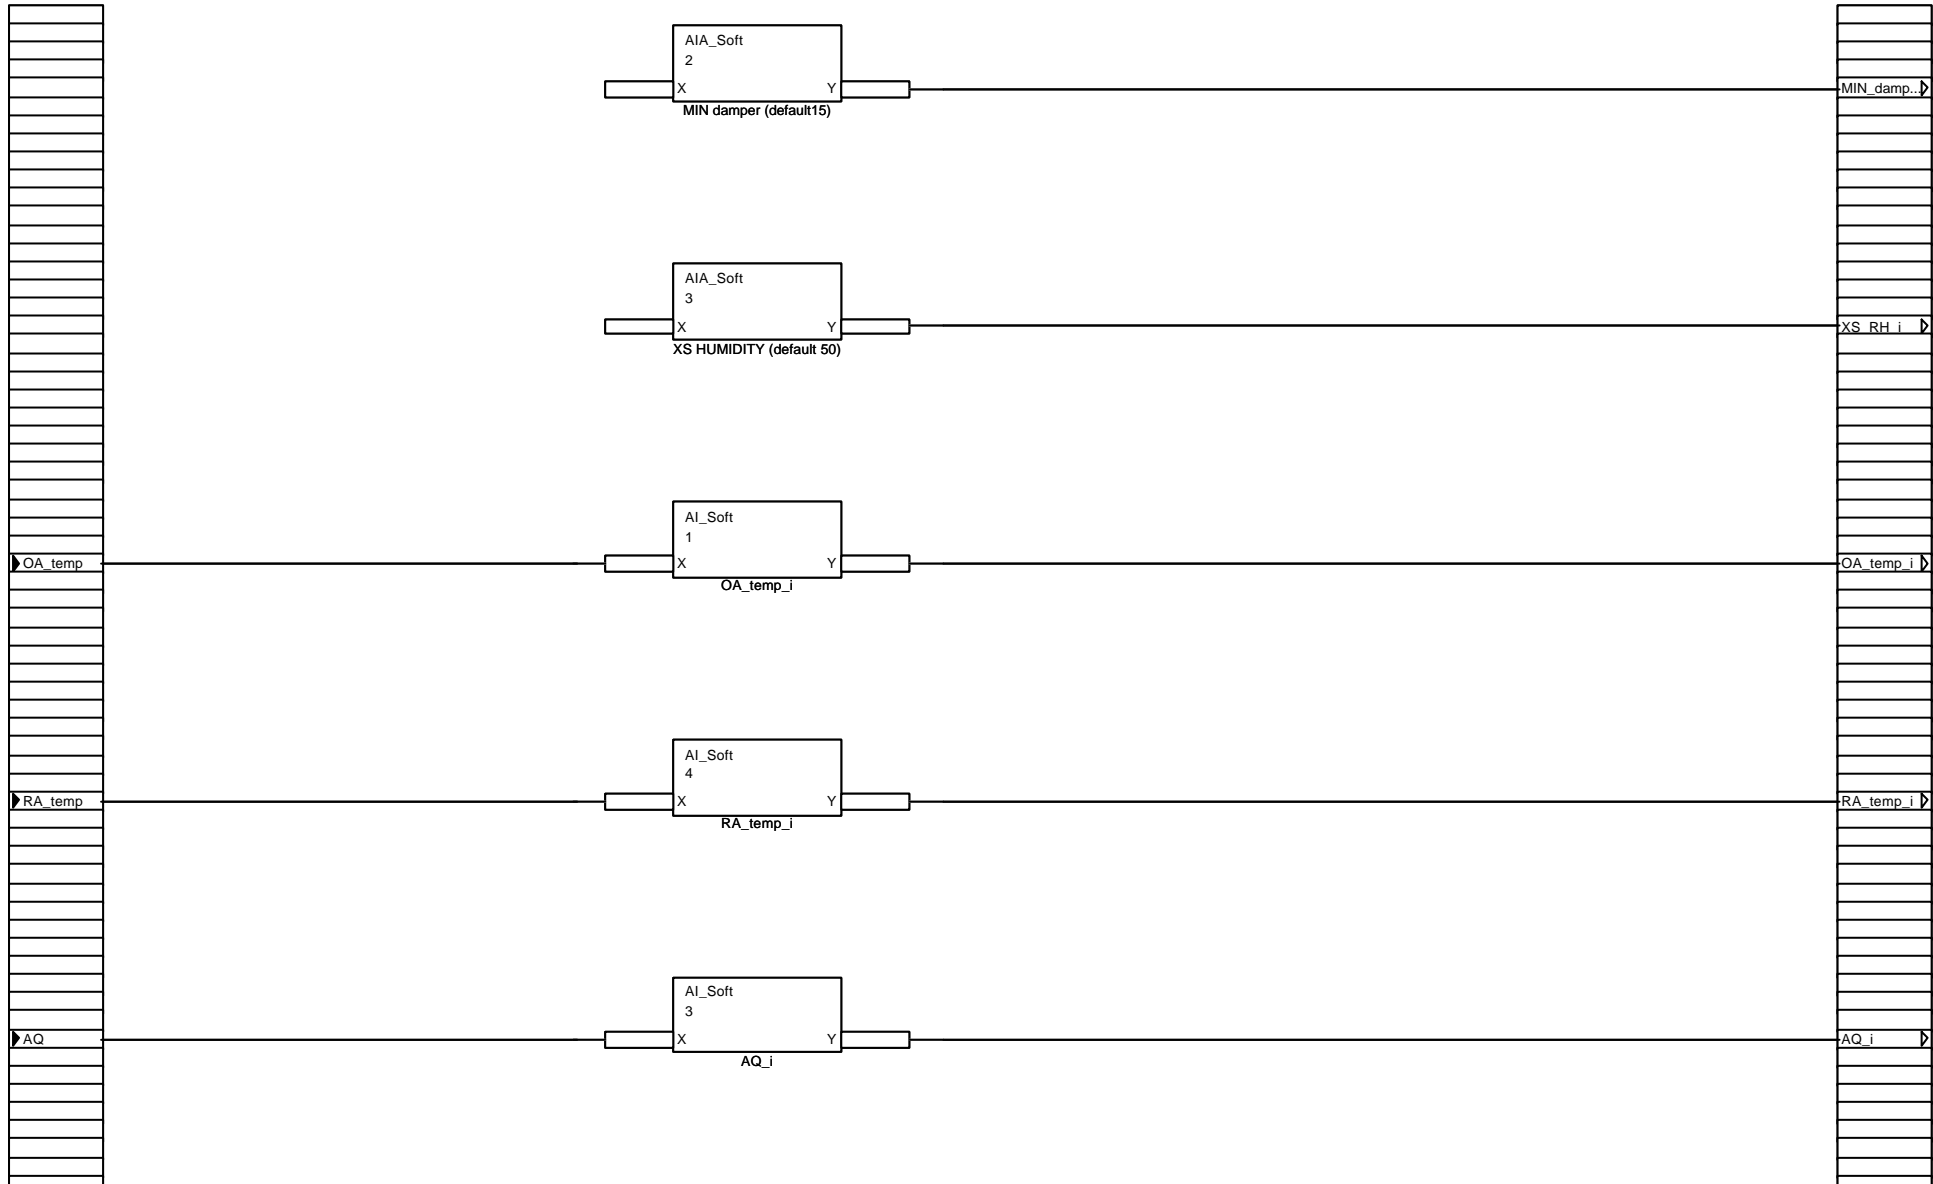 AIA_Soft
2
X Y
MIN damper (default15)
MIN_damp...
AIA_Soft
3
X Y
XS HUMIDITY (default 50)
XS_RH_i
AI_Soft
1
OA_temp
X Y
OA_temp_i
OA_temp_i
AI_Soft
4
RA_temp
X Y
RA_temp_i
RA_temp_i
AI_Soft
3
AQ
X Y
AQ_i
AQ_i